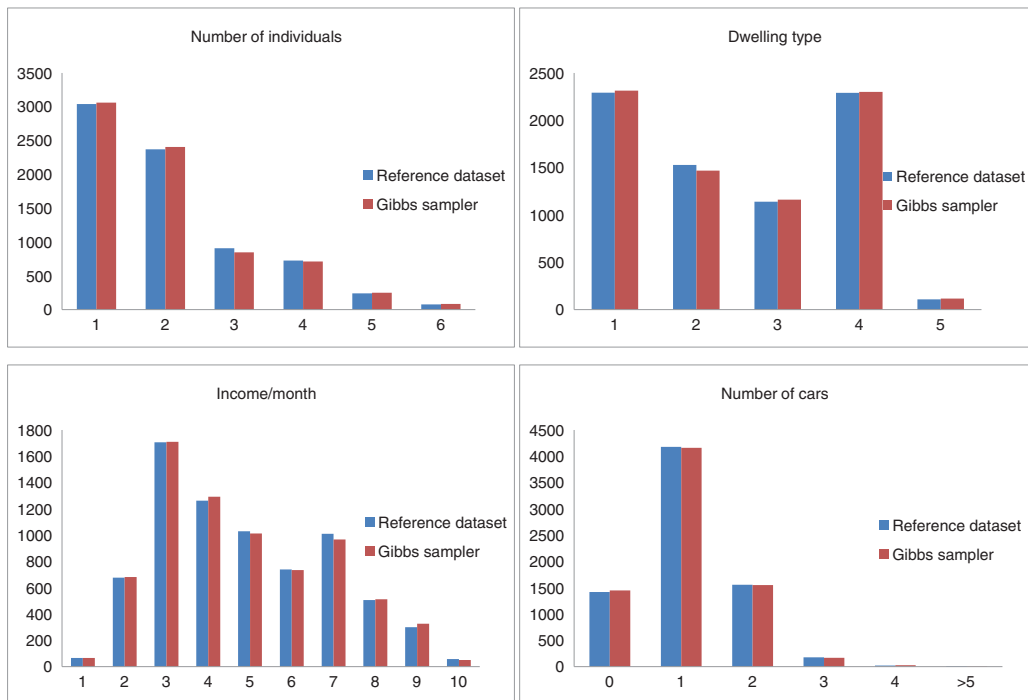 Number of individuals
3500
3000
2500
2000
1500
1000
500
0
1 2 3 4 5 6
Reference dataset
Gibbs sampler
Dwelling type
2500
2000
1500
1000
500
0
1 2 3 4 5
Reference dataset
Gibbs sampler
Income/month
1800
1600
1400
1200
1000
800
600
400
200
0
1 2 3 4 5 6 7 8 9 10
Reference dataset
Gibbs sampler
Number of cars
4500
4000
3500
3000
2500
2000
1500
1000
500
0
0 1 2 3 4 >5
Reference dataset
Gibbs sampler